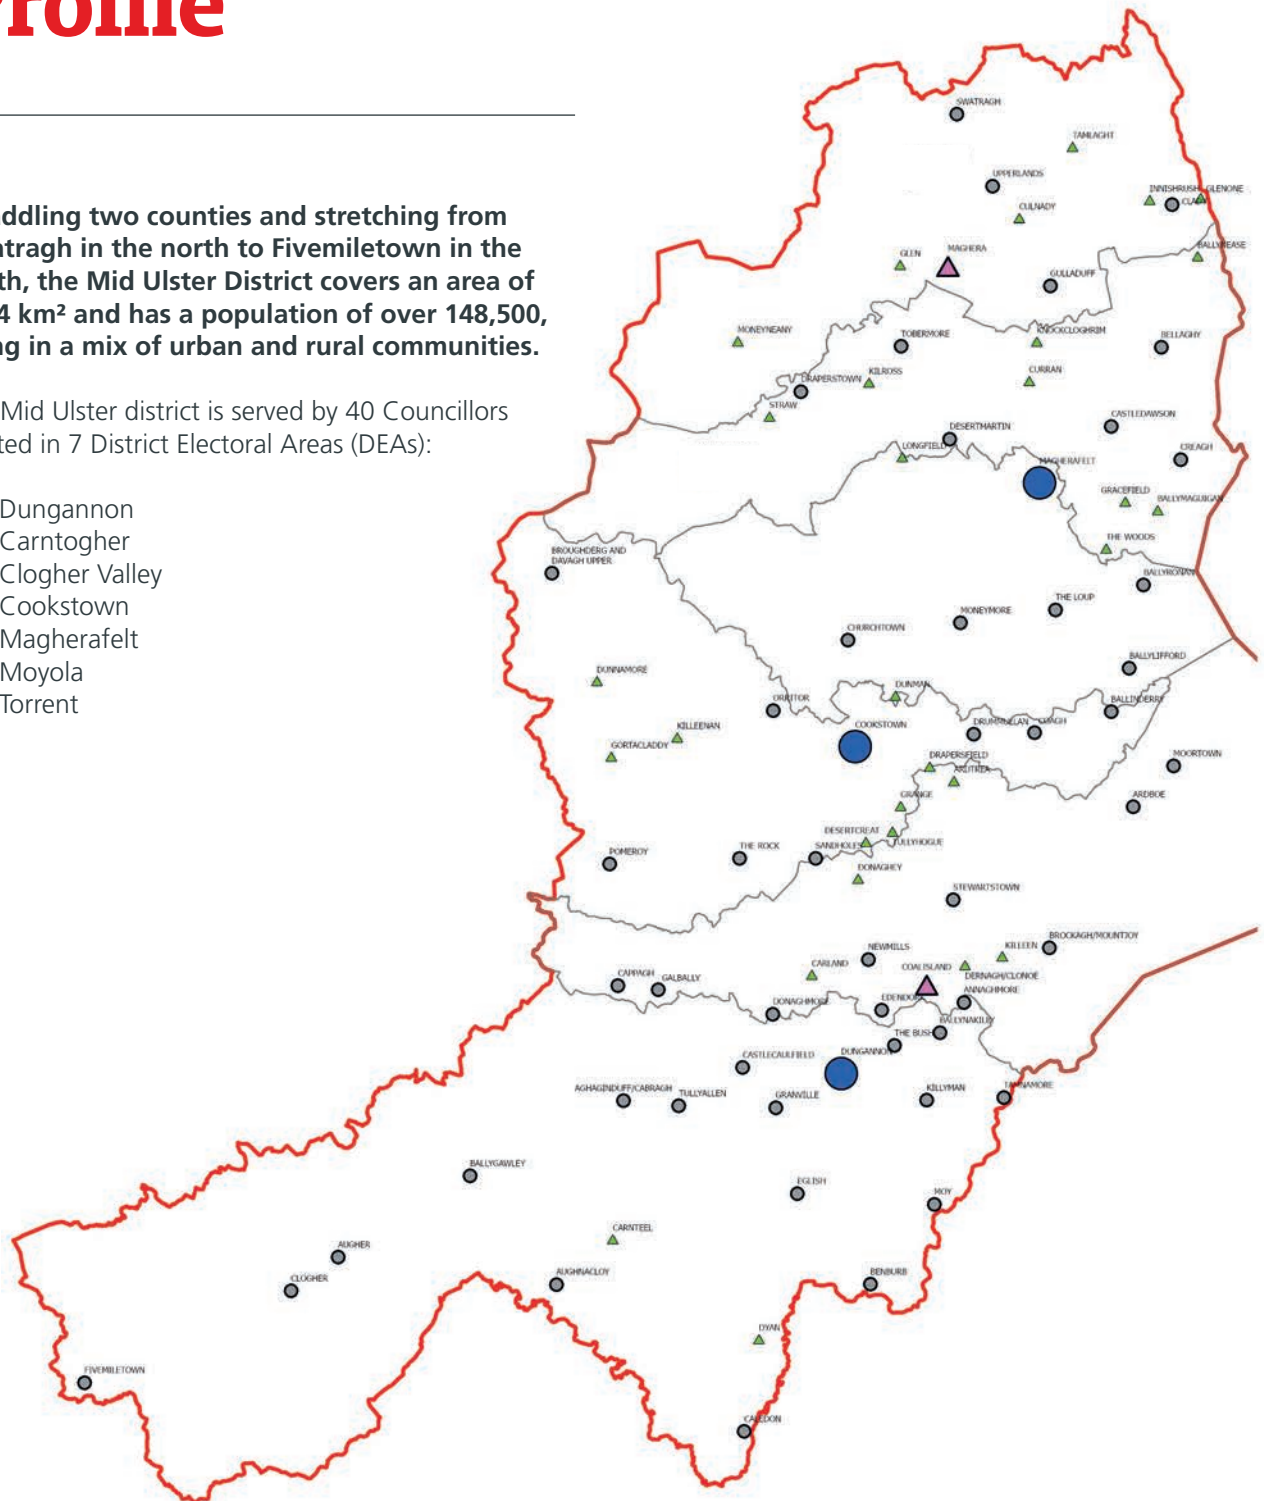 rofile
ddling two counties and stretching from
atragh in the north to Fivemiletown in the
th, the Mid Ulster District covers an area of
4 km² and has a population of over 148,500,
ng in a mix of urban and rural communities.
Mid Ulster district is served by 40 Councillors
ted in 7 District Electoral Areas (DEAs):
Dungannon
Carntogher
Clogher Valley
Cookstown
Magherafelt
Moyola
Torrent
SWATRAGH
TAMLAGHT
UPPERLANDS
INNISHRUSH
GLENONE
CULNADY
MAGHERA
GLEN
BALLYNEASE
GULLADUFF
MONEYNEANY
TOBERMORE
KNOCKCLOGHRIM
BELLAGHY
KILROSS
CURRAN
DRAPERSTOWN
STRAW
CASTLEDAWSON
DESERTMARTIN
LONGFIELD
CREAGH
MAGHERAFELT
GRACEFIELD
BALLYMAGUIGAN
THE WOODS
BROUGHDERG AND
DAVAGH UPPER
BALLYRONAN
THE LOUP
MONEYMORE
CHURCHTOWN
BALLYLIFFORD
DUNNAMORE
DUNMAN
ORRITOR
BALLINDERRY
KILLEENAN
COOKSTOWN
DRUMMULLAN
COAGH
GORTACLADDY
DRAPERSFIELD
MOORTOWN
ARDTREA
GRANGE
ARDBOE
DESERTCREAT
TULLYHOGUE
POMEROY
THE ROCK
SANDHOLES
DONAGHEY
STEWARTSTOWN
BROCKAGH/MOUNTJOY
NEWMILLS
KILLEEN
CARLAND
COALISLAND
DERNAGH/CLONOE
CAPPAGH
GALBALLY
ANNAGHMORE
DONAGHMORE
EDENDORK
BALLYNAKILLY
THE BUSH
CASTLECAULFIELD
DUNGANNON
AGHAGINDUFF/CABRAGH
TULLYALLEN
GRANVILLE
KILLYMAN
TAMNAMORE
BALLYGAWLEY
EGLISH
MOY
CARNTEEL
AUGHER
CLOGHER
AUGHNACLOY
BENBURB
DYAN
FIVEMILETOWN
CALEDON